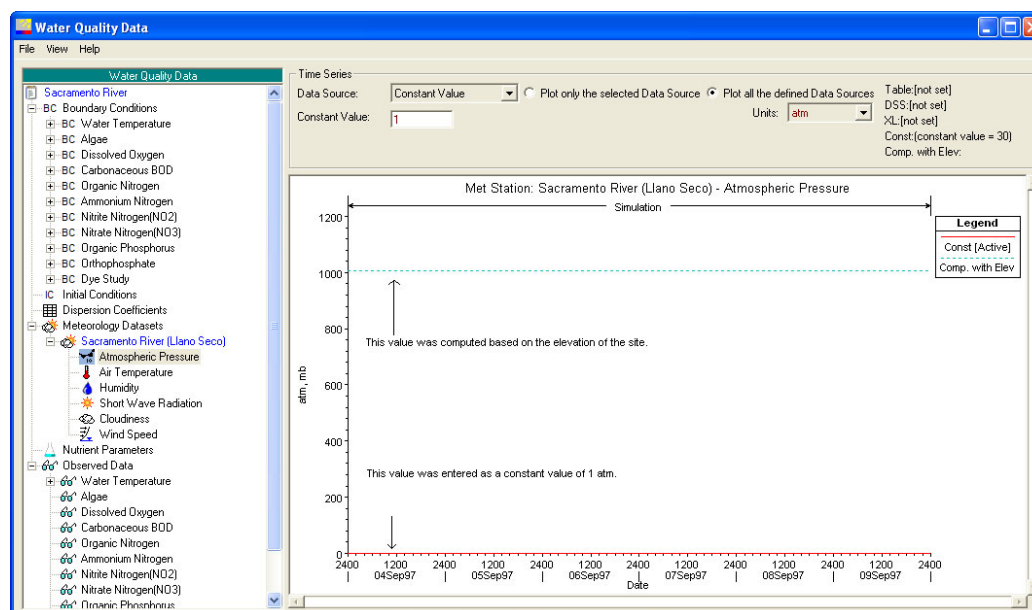 Water Quality Data
File View Help
Water Quality Data
Sacramento River
BC Boundary Conditions
BC Water Temperature
BC Algae
BC Dissolved Oxygen
BC Carbonaceous BOD
BC Organic Nitrogen
BC Ammonium Nitrogen
BC Nitrite Nitrogen(NO2)
BC Nitrate Nitrogen(NO3)
BC Organic Phosphorus
BC Orthophosphate
BC Dye Study
IC Initial Conditions
Dispersion Coefficients
Meteorology Datasets
Sacramento River (Llano Seco)
Atmospheric Pressure
Air Temperature
Humidity
Short Wave Radiation
Cloudiness
Wind Speed
Nutrient Parameters
Observed Data
Water Temperature
Algae
Dissolved Oxygen
Carbonaceous BOD
Organic Nitrogen
Ammonium Nitrogen
Nitrite Nitrogen(NO2)
Nitrate Nitrogen(NO3)
Organic Phosphorus
Time Series
Data Source: Constant Value Plot only the selected Data Source Plot all the defined Data Sources
Constant Value: 1 Units: atm
Table:[not set]
DSS:[not set]
XL:[not set]
Const:(constant value = 30)
Comp. with Elev:
Met Station: Sacramento River (Llano Seco) - Atmospheric Pressure
Simulation
Legend
Const [Active]
Comp. with Elev
1200
1000
800
600
400
200
0
atm, mb
This value was computed based on the elevation of the site.
This value was entered as a constant value of 1 atm.
2400 1200 2400 1200 2400 1200 2400 1200 2400 1200 2400 1200 2400
04Sep97 05Sep97 06Sep97 07Sep97 08Sep97 09Sep97
Date